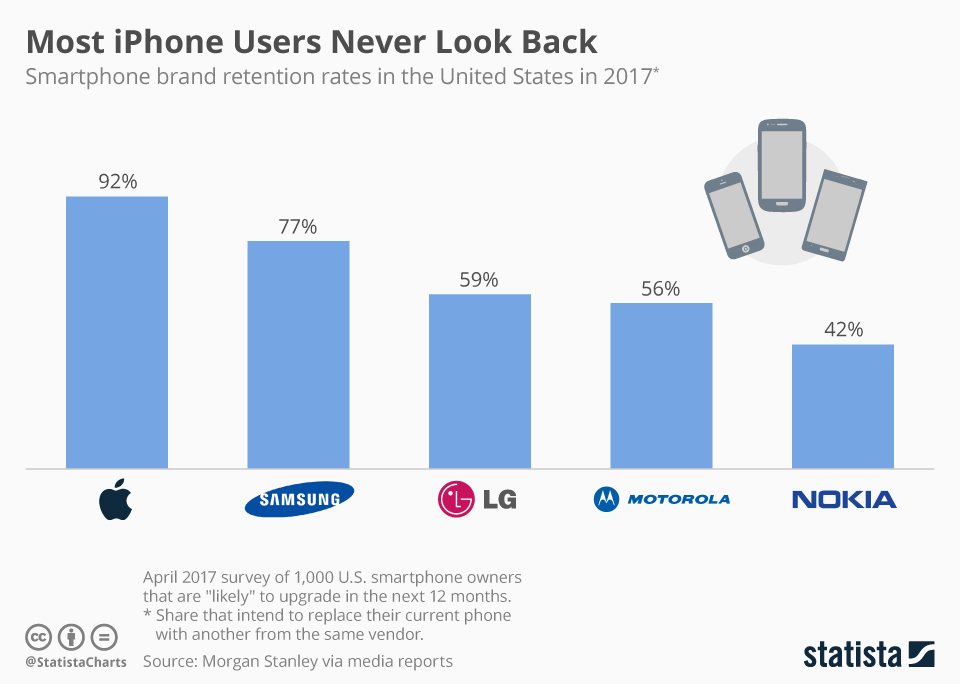 Most iPhone Users Never Look Back
Smartphone brand retention rates in the United States in 2017*
92%
77%
59%
56%
42%
SAMSUNG
LG LG
MOTOROLA
NOKIA
April 2017 survey of 1,000 U.S. smartphone owners
that are "likely" to upgrade in the next 12 months.
* Share that intend to replace their current phone
with another from the same vendor.
cc
@StatistaCharts
Source: Morgan Stanley via media reports
statista